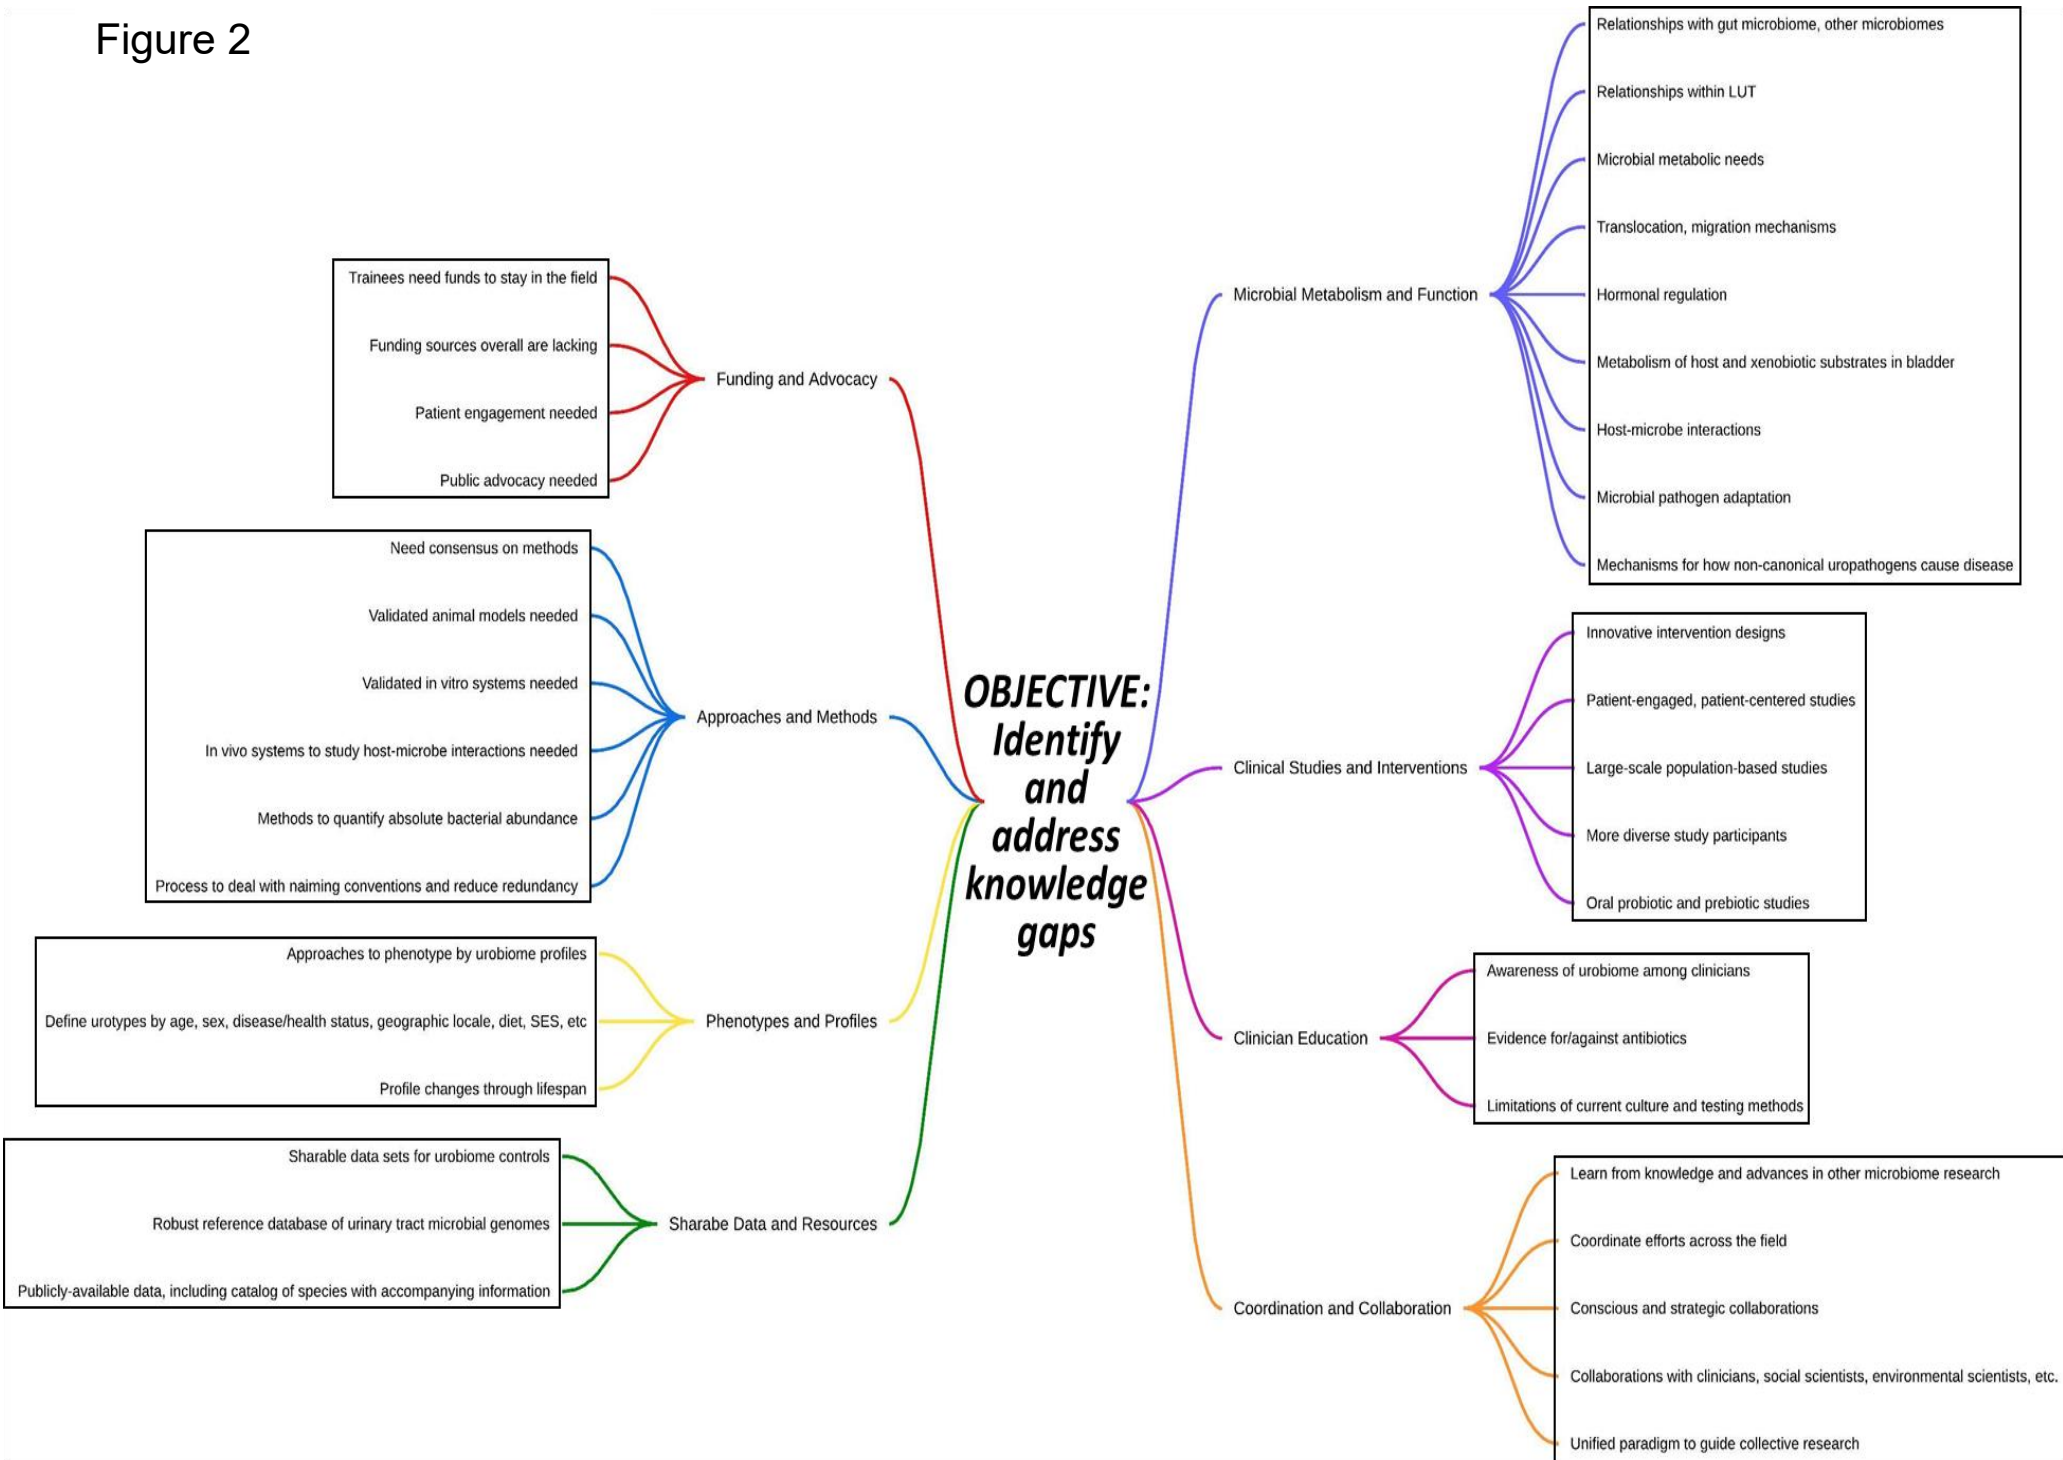 Figure 2
Trainees need funds to stay in the field
Funding sources overall are lacking
Patient engagement needed
Public advocacy needed
Funding and Advocacy
Need consensus on methods
Validated animal models needed
Validated in vitro systems needed
In vivo systems to study host-microbe interactions needed
Methods to quantify absolute bacterial abundance
Process to deal with naiming conventions and reduce redundancy
Approaches and Methods
Approaches to phenotype by urobiome profiles
Define urotypes by age, sex, disease/health status, geographic locale, diet, SES, etc
Profile changes through lifespan
Phenotypes and Profiles
Sharable data sets for urobiome controls
Robust reference database of urinary tract microbial genomes
Publicly-available data, including catalog of species with accompanying information
Sharabe Data and Resources
OBJECTIVE:
Identify
and
address
knowledge
gaps
Microbial Metabolism and Function
Relationships with gut microbiome, other microbiomes
Relationships within LUT
Microbial metabolic needs
Translocation, migration mechanisms
Hormonal regulation
Metabolism of host and xenobiotic substrates in bladder
Host-microbe interactions
Microbial pathogen adaptation
Mechanisms for how non-canonical uropathogens cause disease
Clinical Studies and Interventions
Innovative intervention designs
Patient-engaged, patient-centered studies
Large-scale population-based studies
More diverse study participants
Oral probiotic and prebiotic studies
Clinician Education
Awareness of urobiome among clinicians
Evidence for/against antibiotics
Limitations of current culture and testing methods
Coordination and Collaboration
Learn from knowledge and advances in other microbiome research
Coordinate efforts across the field
Conscious and strategic collaborations
Collaborations with clinicians, social scientists, environmental scientists, etc.
Unified paradigm to guide collective research